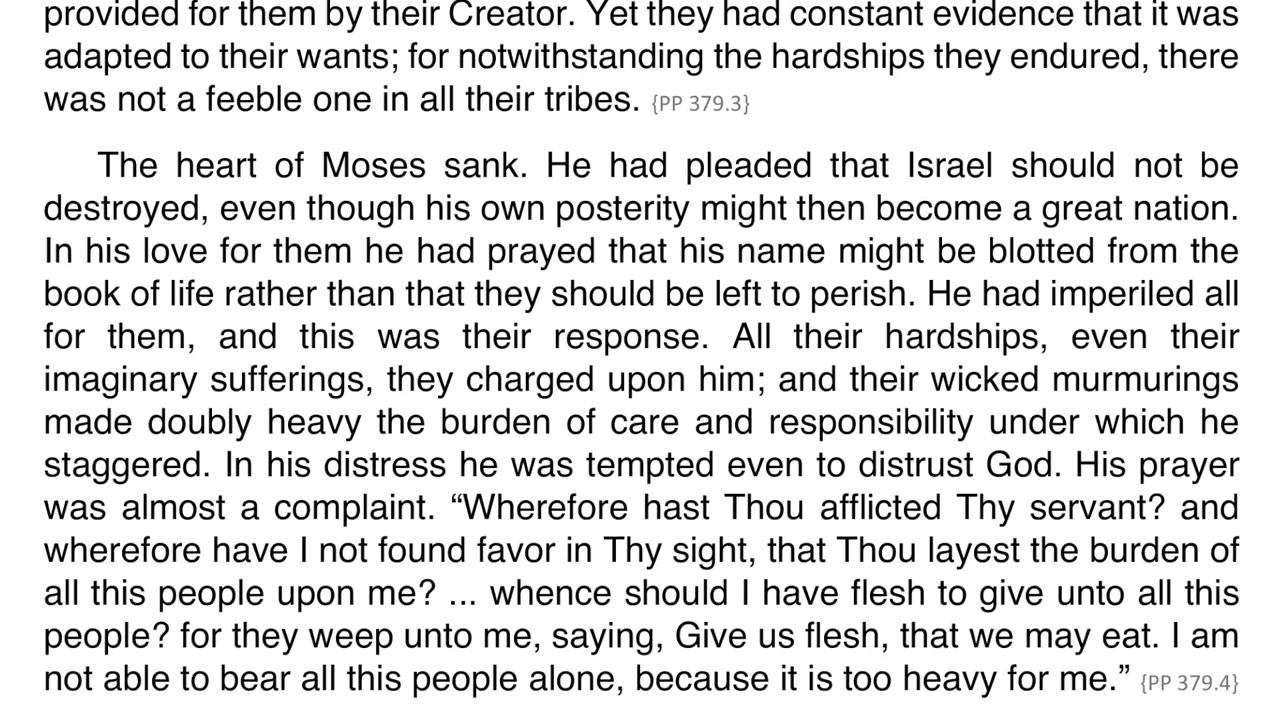 provided for them by their Creator. Yet they had constant evidence that it was
adapted to their wants; for notwithstanding the hardships they endured, there
was not a feeble one in all their tribes. {PP 379.3}
The heart of Moses sank. He had pleaded that Israel should not be
destroyed, even though his own posterity might then become a great nation.
In his love for them he had prayed that his name might be blotted from the
book of life rather than that they should be left to perish. He had imperiled all
for them, and this was their response. All their hardships, even their
imaginary sufferings, they charged upon him; and their wicked murmurings
made doubly heavy the burden of care and responsibility under which he
staggered. In his distress he was tempted even to distrust God. His prayer
was almost a complaint. “Wherefore hast Thou afflicted Thy servant? and
wherefore have I not found favor in Thy sight, that Thou layest the burden of
all this people upon me? ... whence should I have flesh to give unto all this
people? for they weep unto me, saying, Give us flesh, that we may eat. I am
not able to bear all this people alone, because it is too heavy for me.” {PP 379.4}